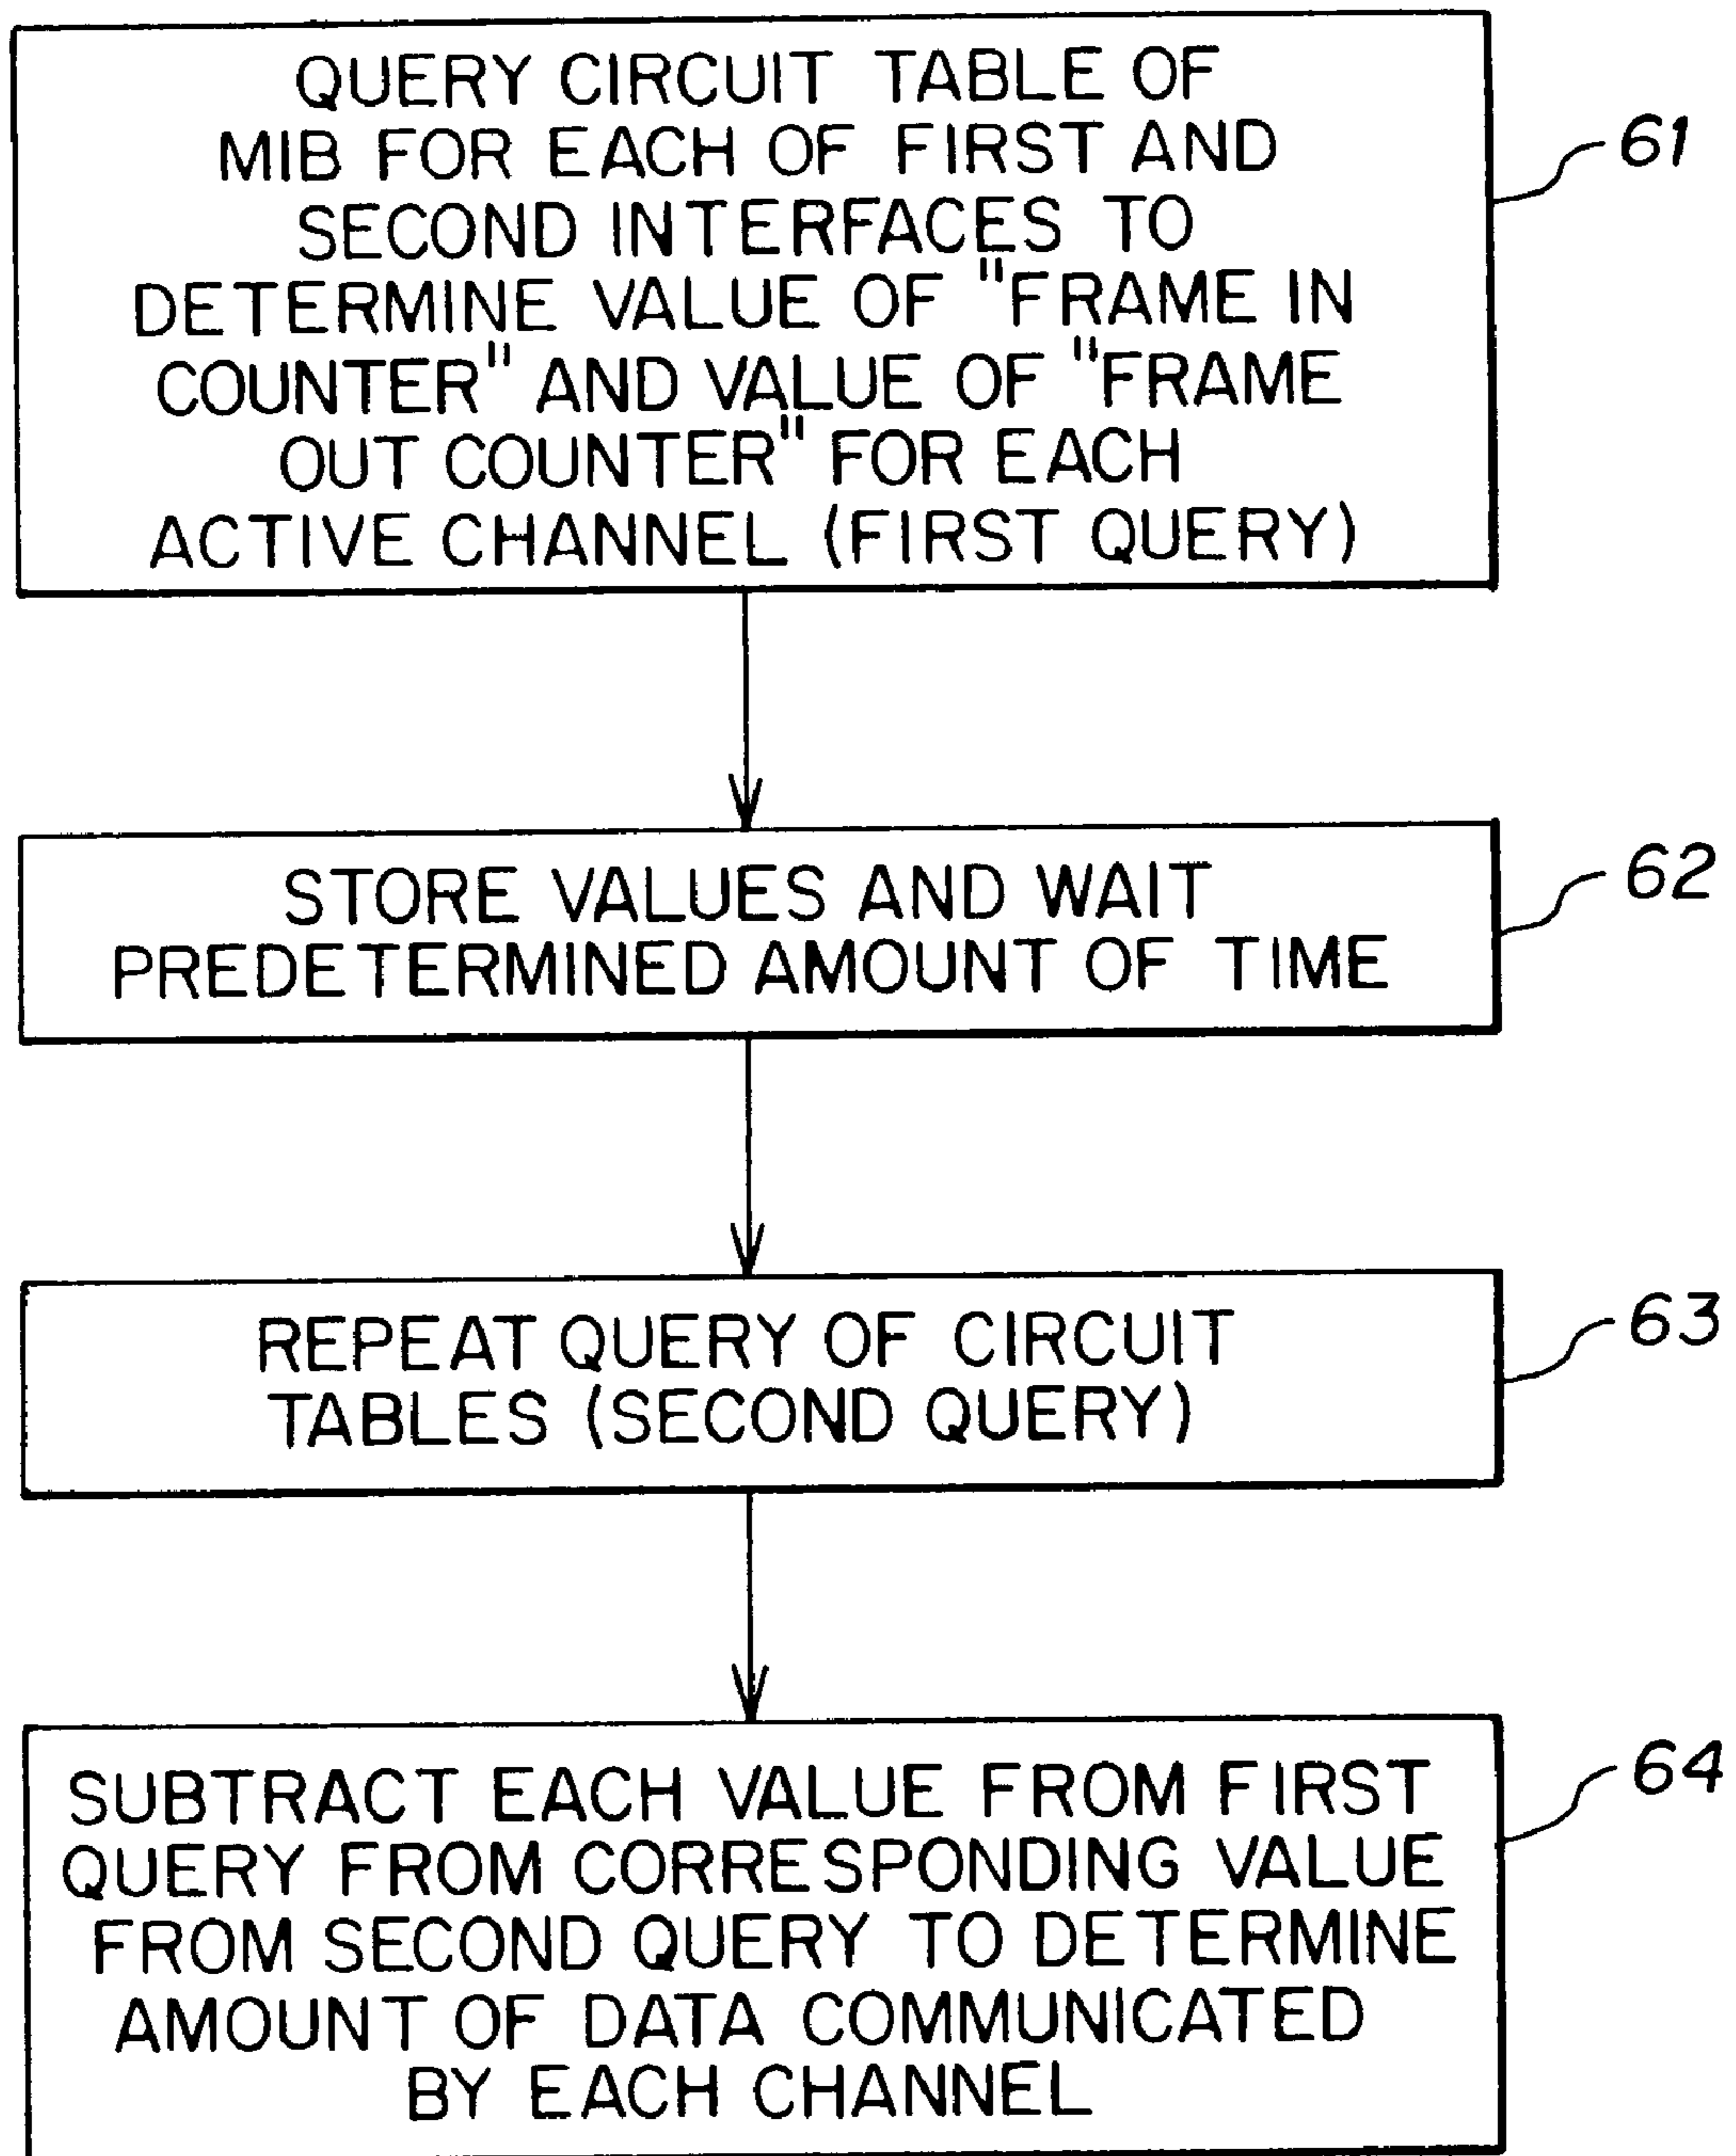 QUERY CIRCUIT TABLE OF
MIB FOR EACH OF FIRST AND
SECOND INTERFACES TO
DETERMINE VALUE OF "FRAME IN
COUNTER" AND VALUE OF "FRAME
OUT COUNTER" FOR EACH
ACTIVE CHANNEL (FIRST QUERY)
61
STORE VALUES AND WAIT
PREDETERMINED AMOUNT OF TIME
62
REPEAT QUERY OF CIRCUIT
TABLES (SECOND QUERY)
63
SUBTRACT EACH VALUE FROM FIRST
QUERY FROM CORRESPONDING VALUE
FROM SECOND QUERY TO DETERMINE
AMOUNT OF DATA COMMUNICATED
BY EACH CHANNEL
64